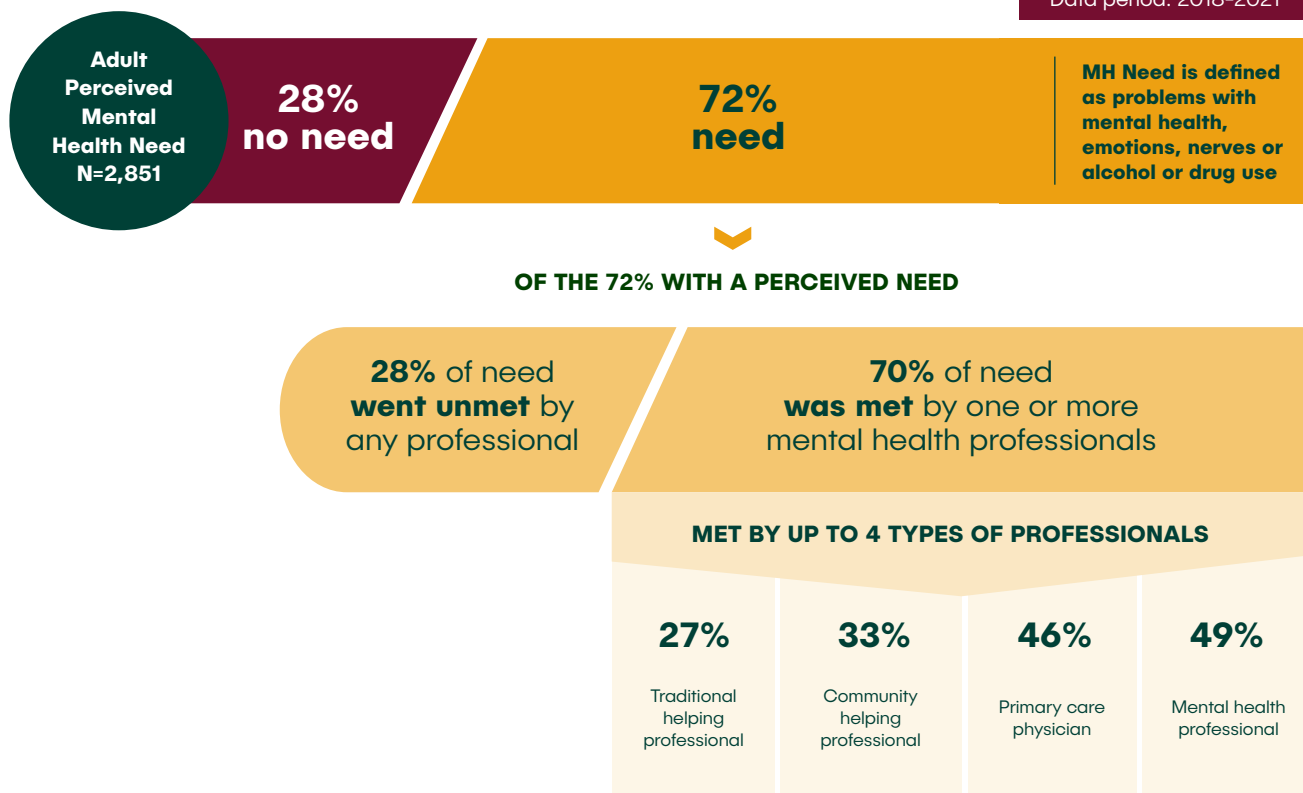 Data period: 2018-2021
Adult
Perceived
Mental
Health Need
N=2,851
28%
no need
72%
need
MH Need is defined
as problems with
mental health,
emotions, nerves or
alcohol or drug use
OF THE 72% WITH A PERCEIVED NEED
28% of need
went unmet by
any professional
70% of need
was met by one or more
mental health professionals
MET BY UP TO 4 TYPES OF PROFESSIONALS
27%
Traditional
helping
professional
33%
Community
helping
professional
46%
Primary care
physician
49%
Mental health
professional